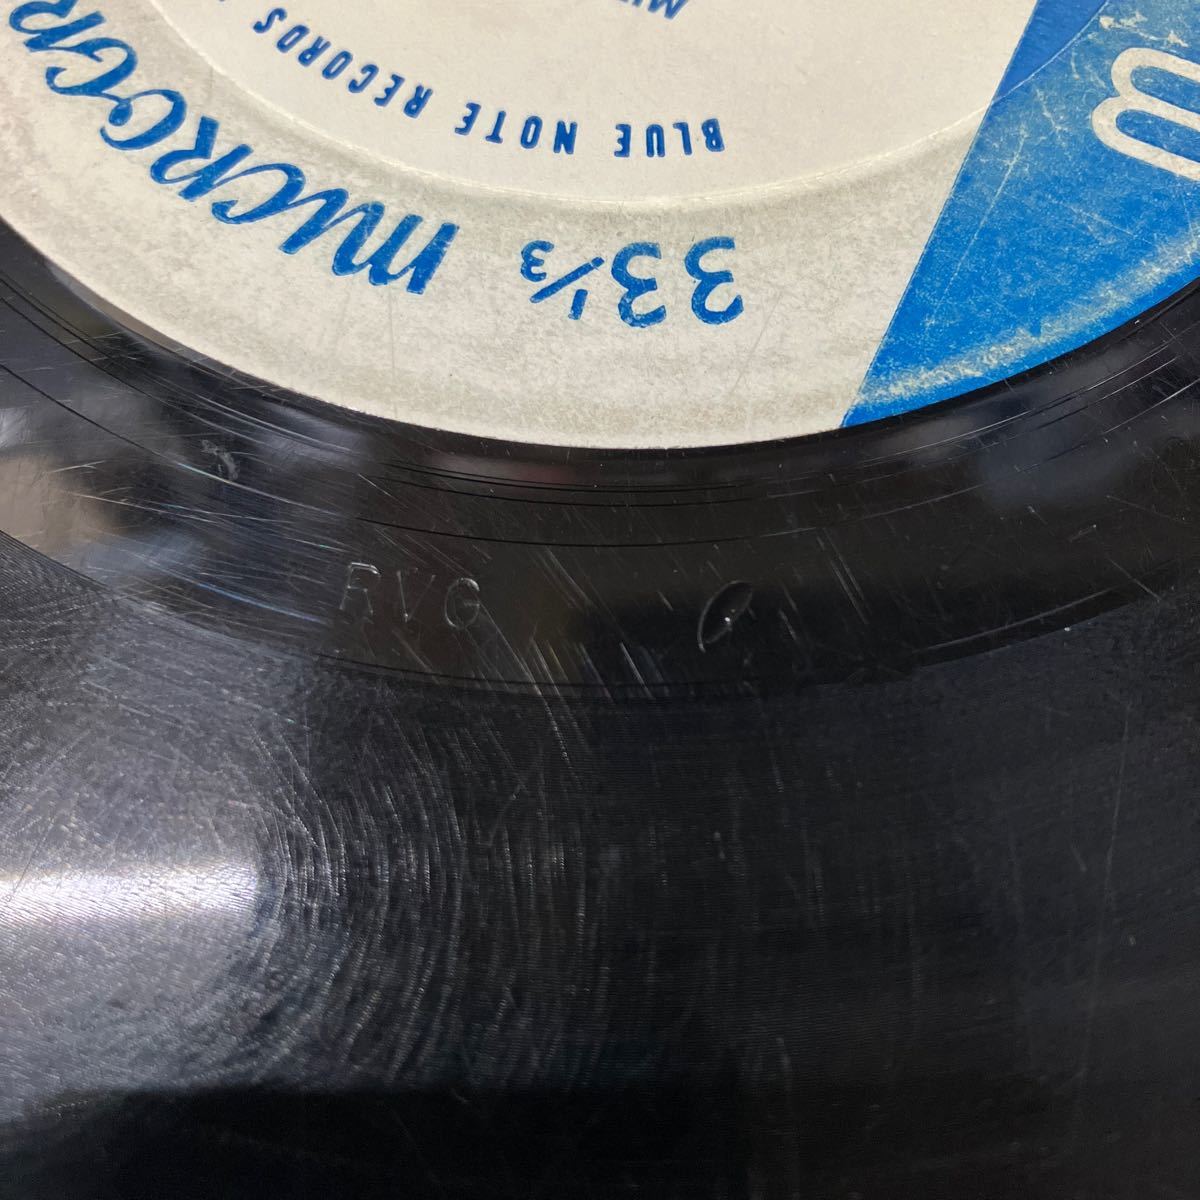 BLUE NOTE RECORDS
33⅓ MICROGR
RVG